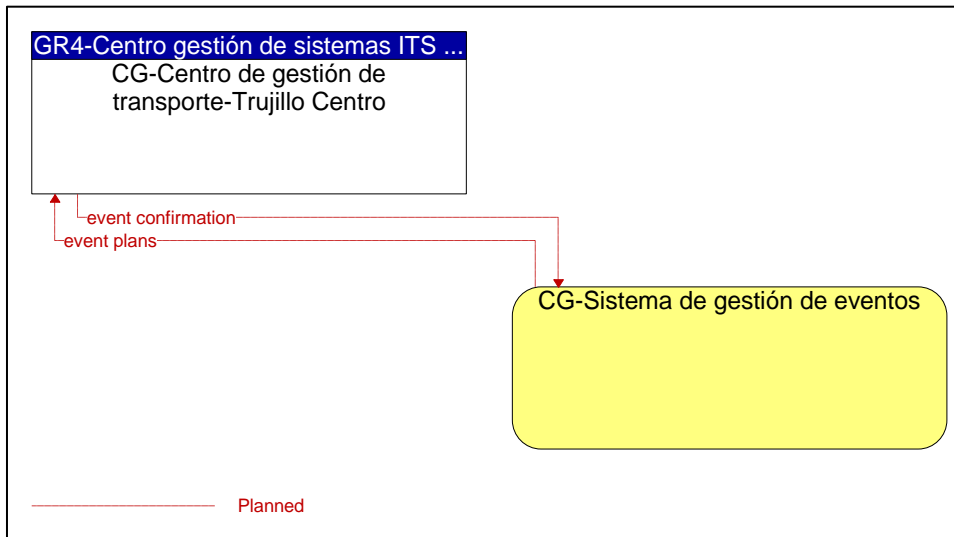 GR4-Centro gestión de sistemas ITS ...
CG-Centro de gestión de
transporte-Trujillo Centro
event confirmation
event plans
CG-Sistema de gestión de eventos
Planned